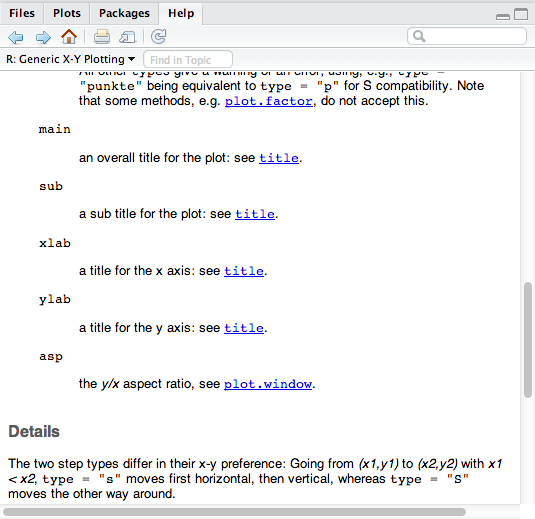 Files Plots Packages Help
R: Generic X-Y Plotting Find in Topic
All other types give a warning or an error; using, e.g., type =
"punkte" being equivalent to type = "p" for S compatibility. Note
that some methods, e.g. plot.factor, do not accept this.
main
an overall title for the plot: see title.
sub
a sub title for the plot: see title.
xlab
a title for the x axis: see title.
ylab
a title for the y axis: see title.
asp
the y/x aspect ratio, see plot.window.
Details
The two step types differ in their x-y preference: Going from (x1,y1) to (x2,y2) with x1
< x2, type = "s" moves first horizontal, then vertical, whereas type = "S"
moves the other way around.